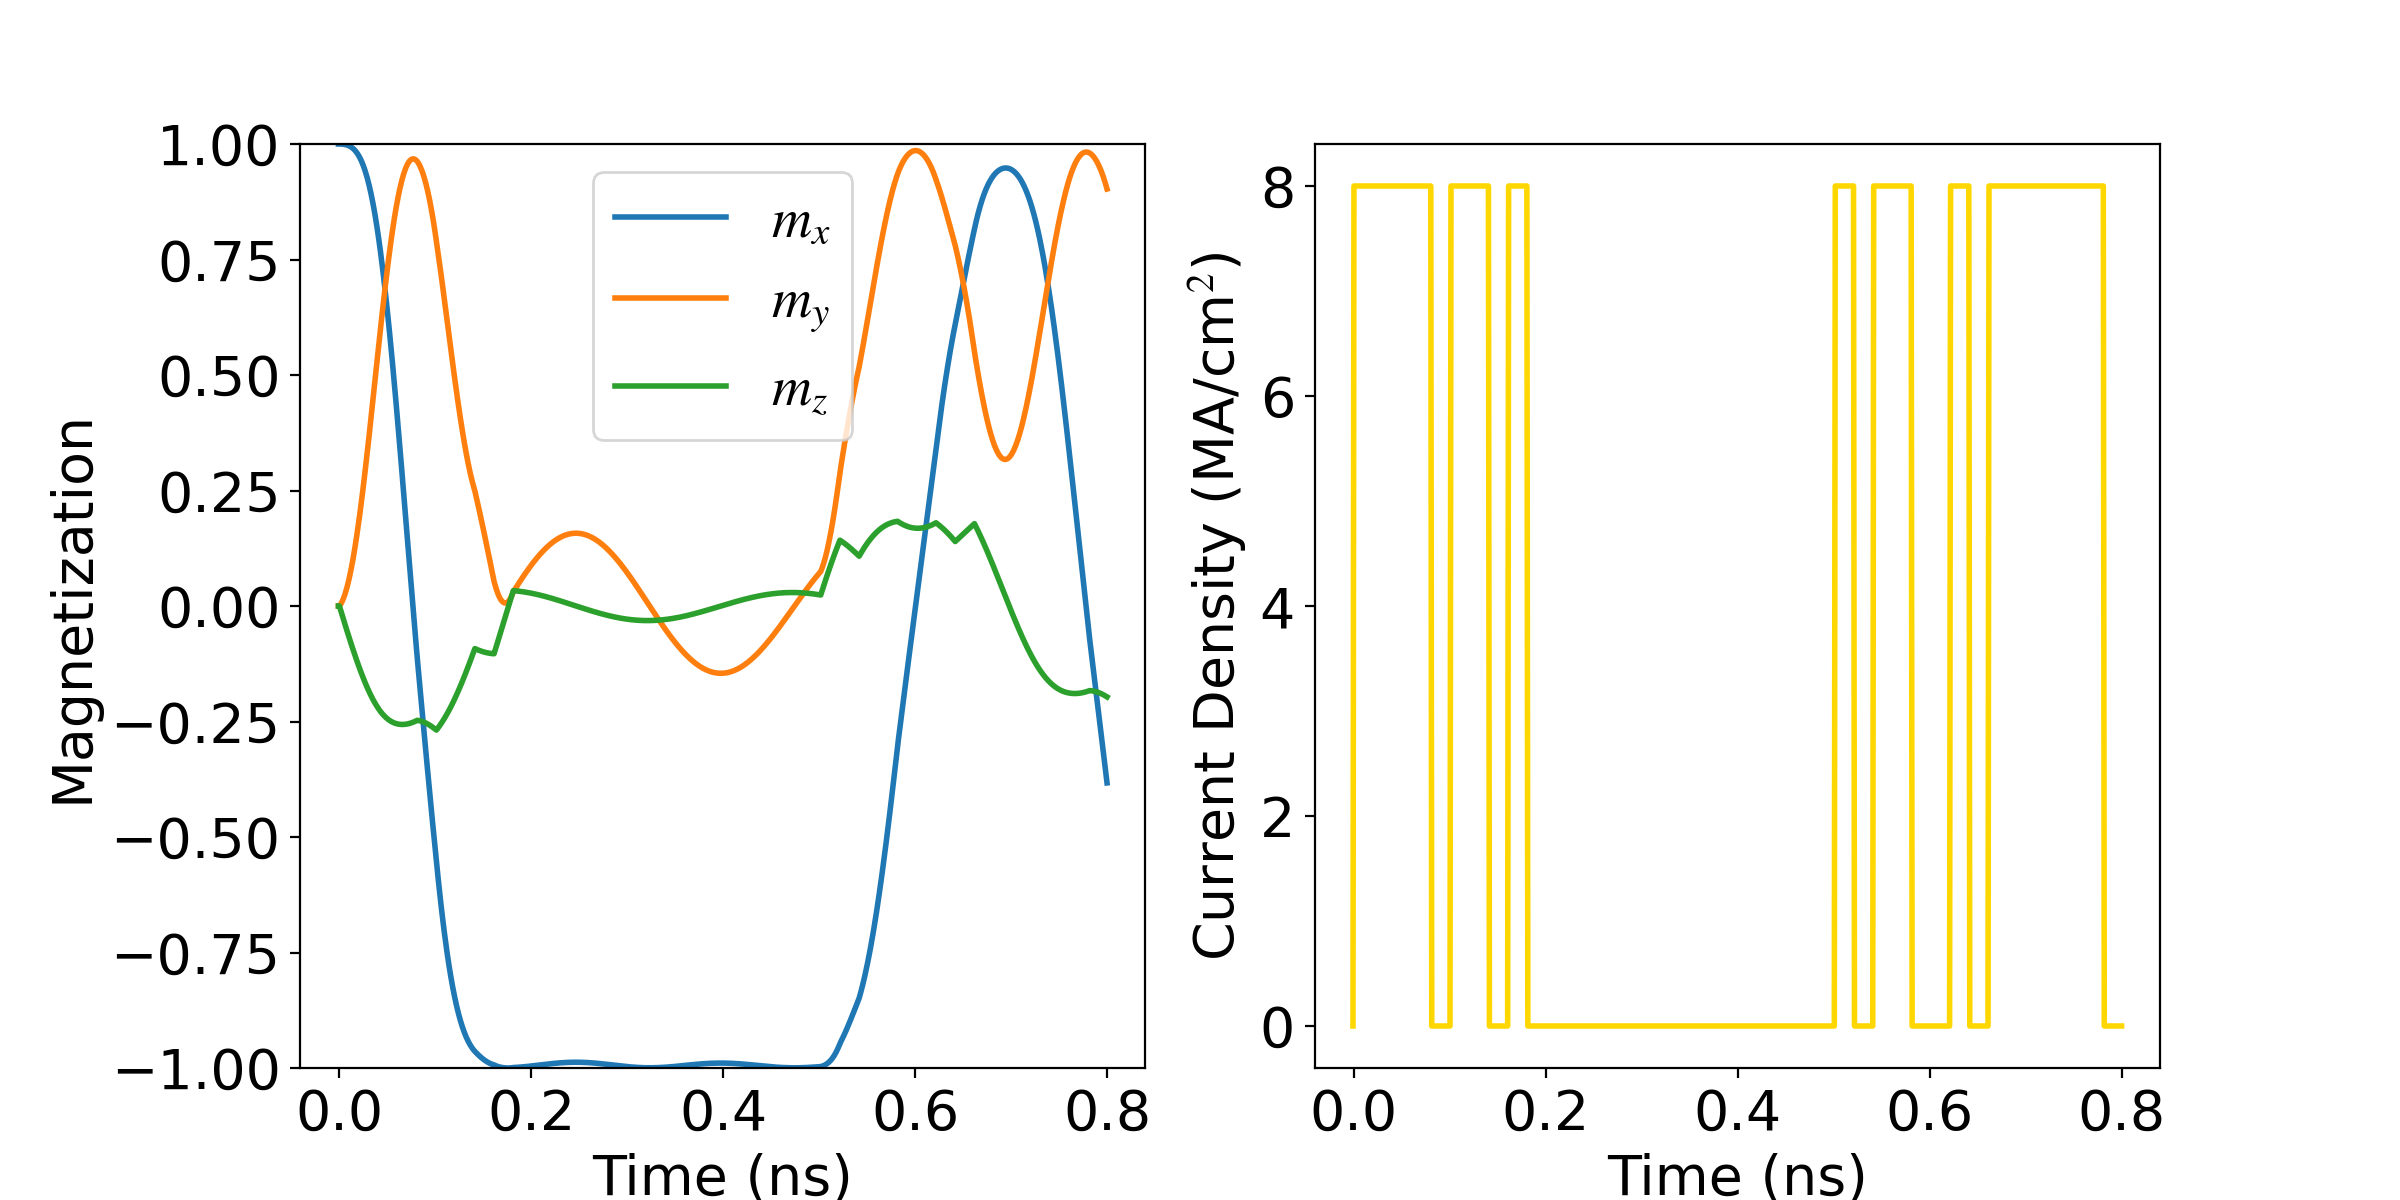 Magnetization
1.00
0.75
0.50
0.25
0.00
−0.25
−0.50
−0.75
−1.00
0.0 0.2 0.4 0.6 0.8
Time (ns)
m_x
m_y
m_z
Current Density (MA/cm²)
8
6
4
2
0
0.0 0.2 0.4 0.6 0.8
Time (ns)